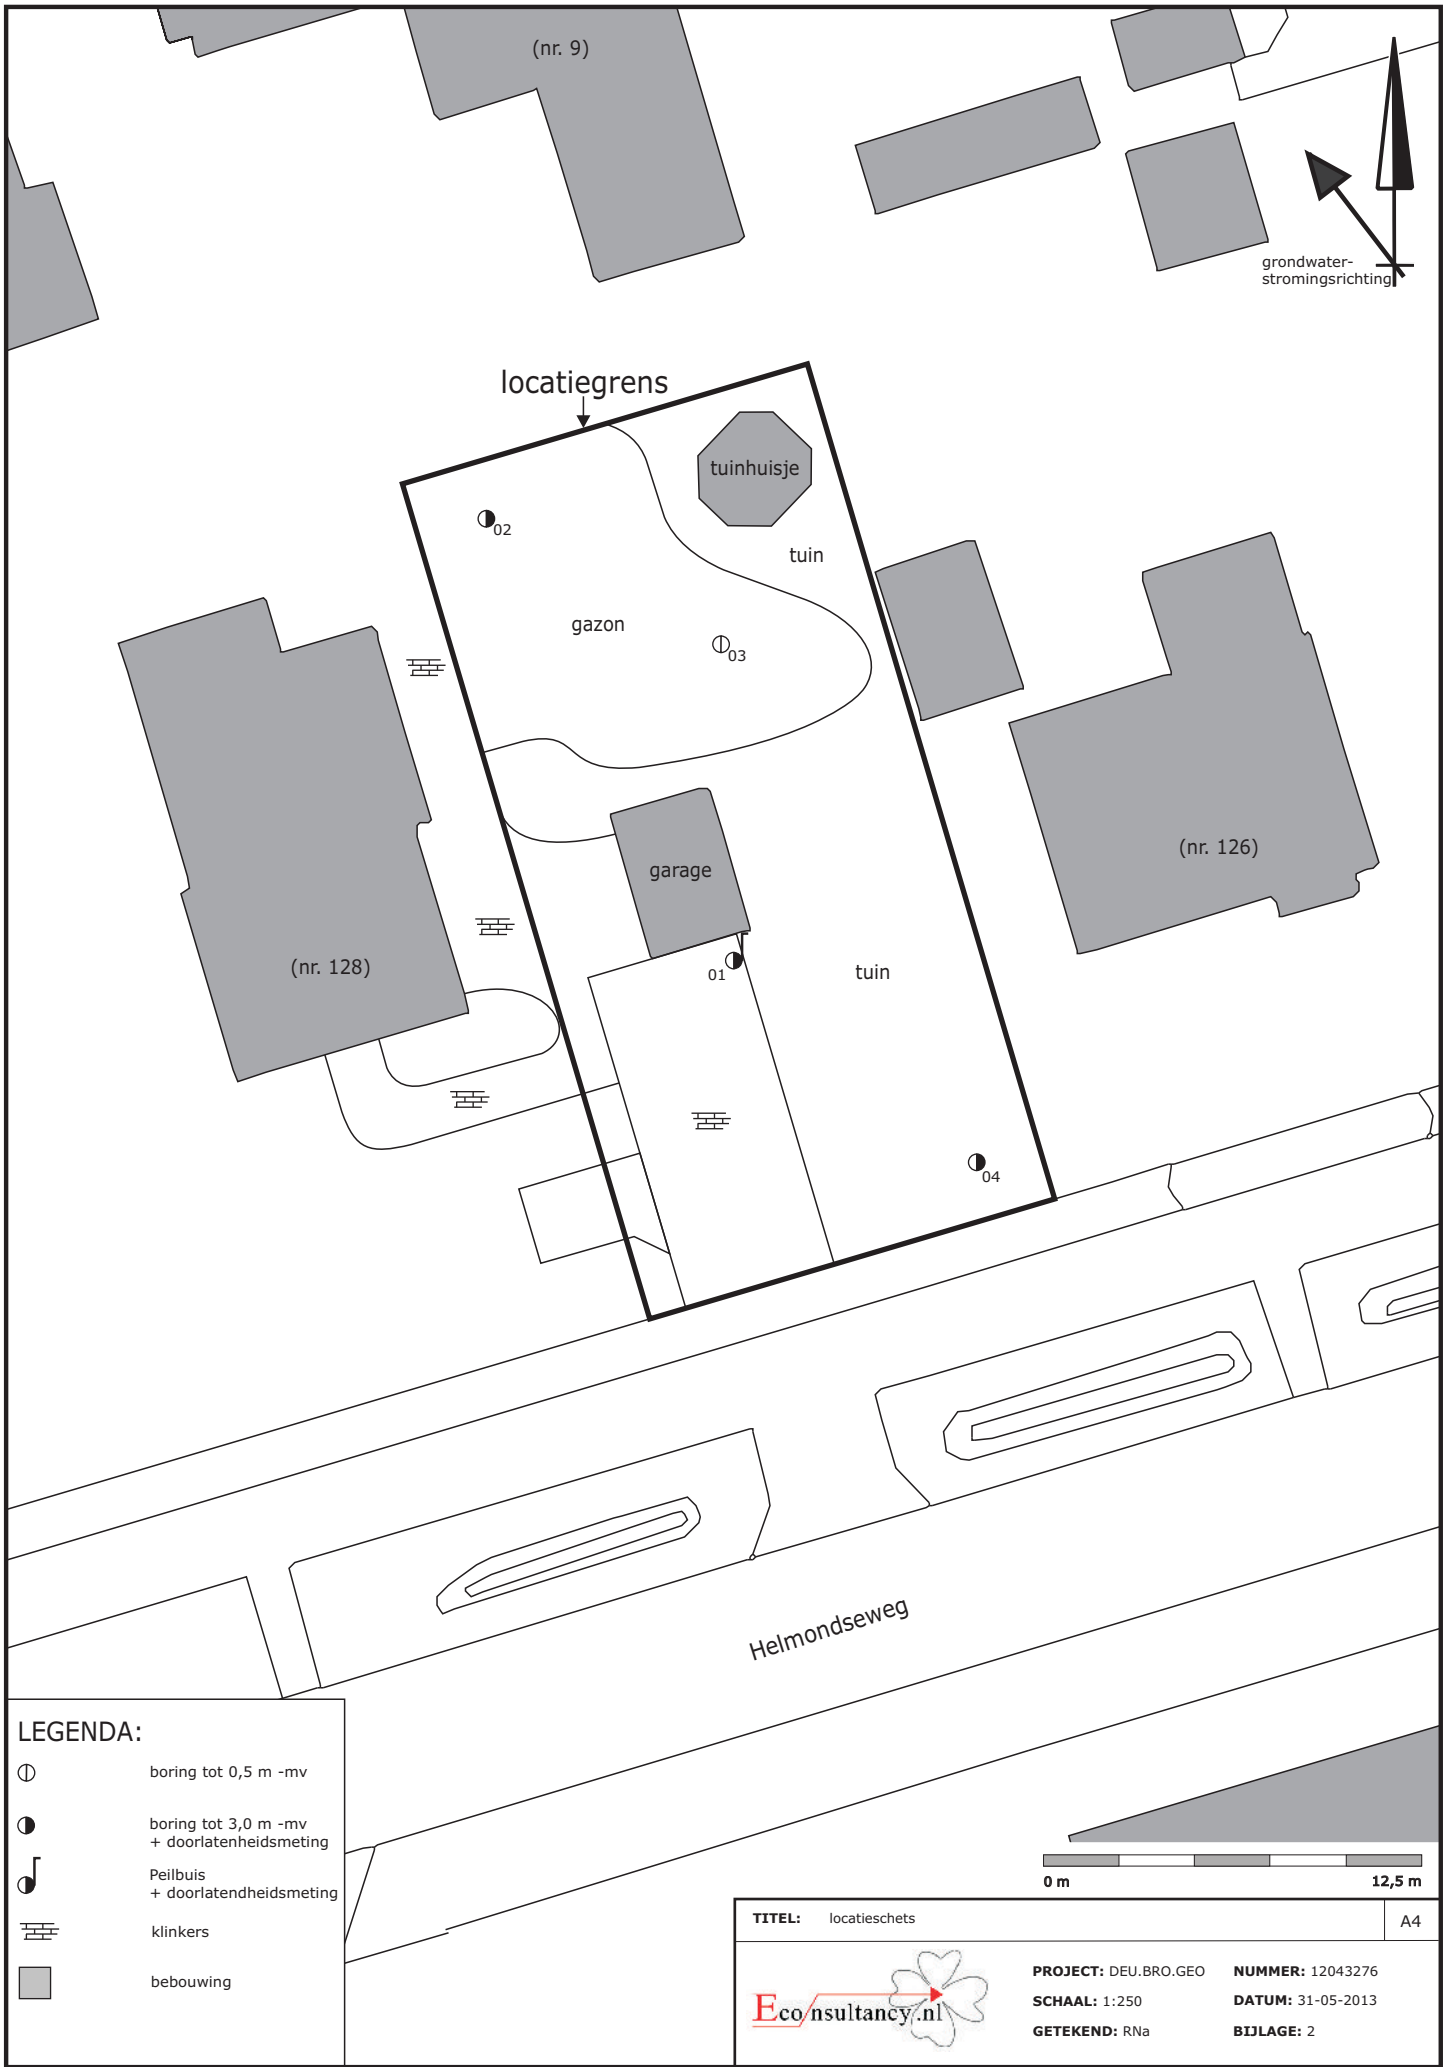 (nr. 9)
grondwater-
stromingsrichting
locatiegrens
tuinhuisje
02
tuin
gazon
03
(nr. 126)
garage
(nr. 128)
01
tuin
04
Helmondseweg
LEGENDA:
boring tot 0,5 m -mv
boring tot 3,0 m -mv
+ doorlatenheidsmeting
Peilbuis
+ doorlatendheidsmeting
klinkers
bebouwing
0 m 12,5 m
TITEL: locatieschets A4
Econsultancy.nl
PROJECT: DEU.BRO.GEO NUMMER: 12043276
SCHAAL: 1:250 DATUM: 31-05-2013
GETEKEND: RNa BIJLAGE: 2